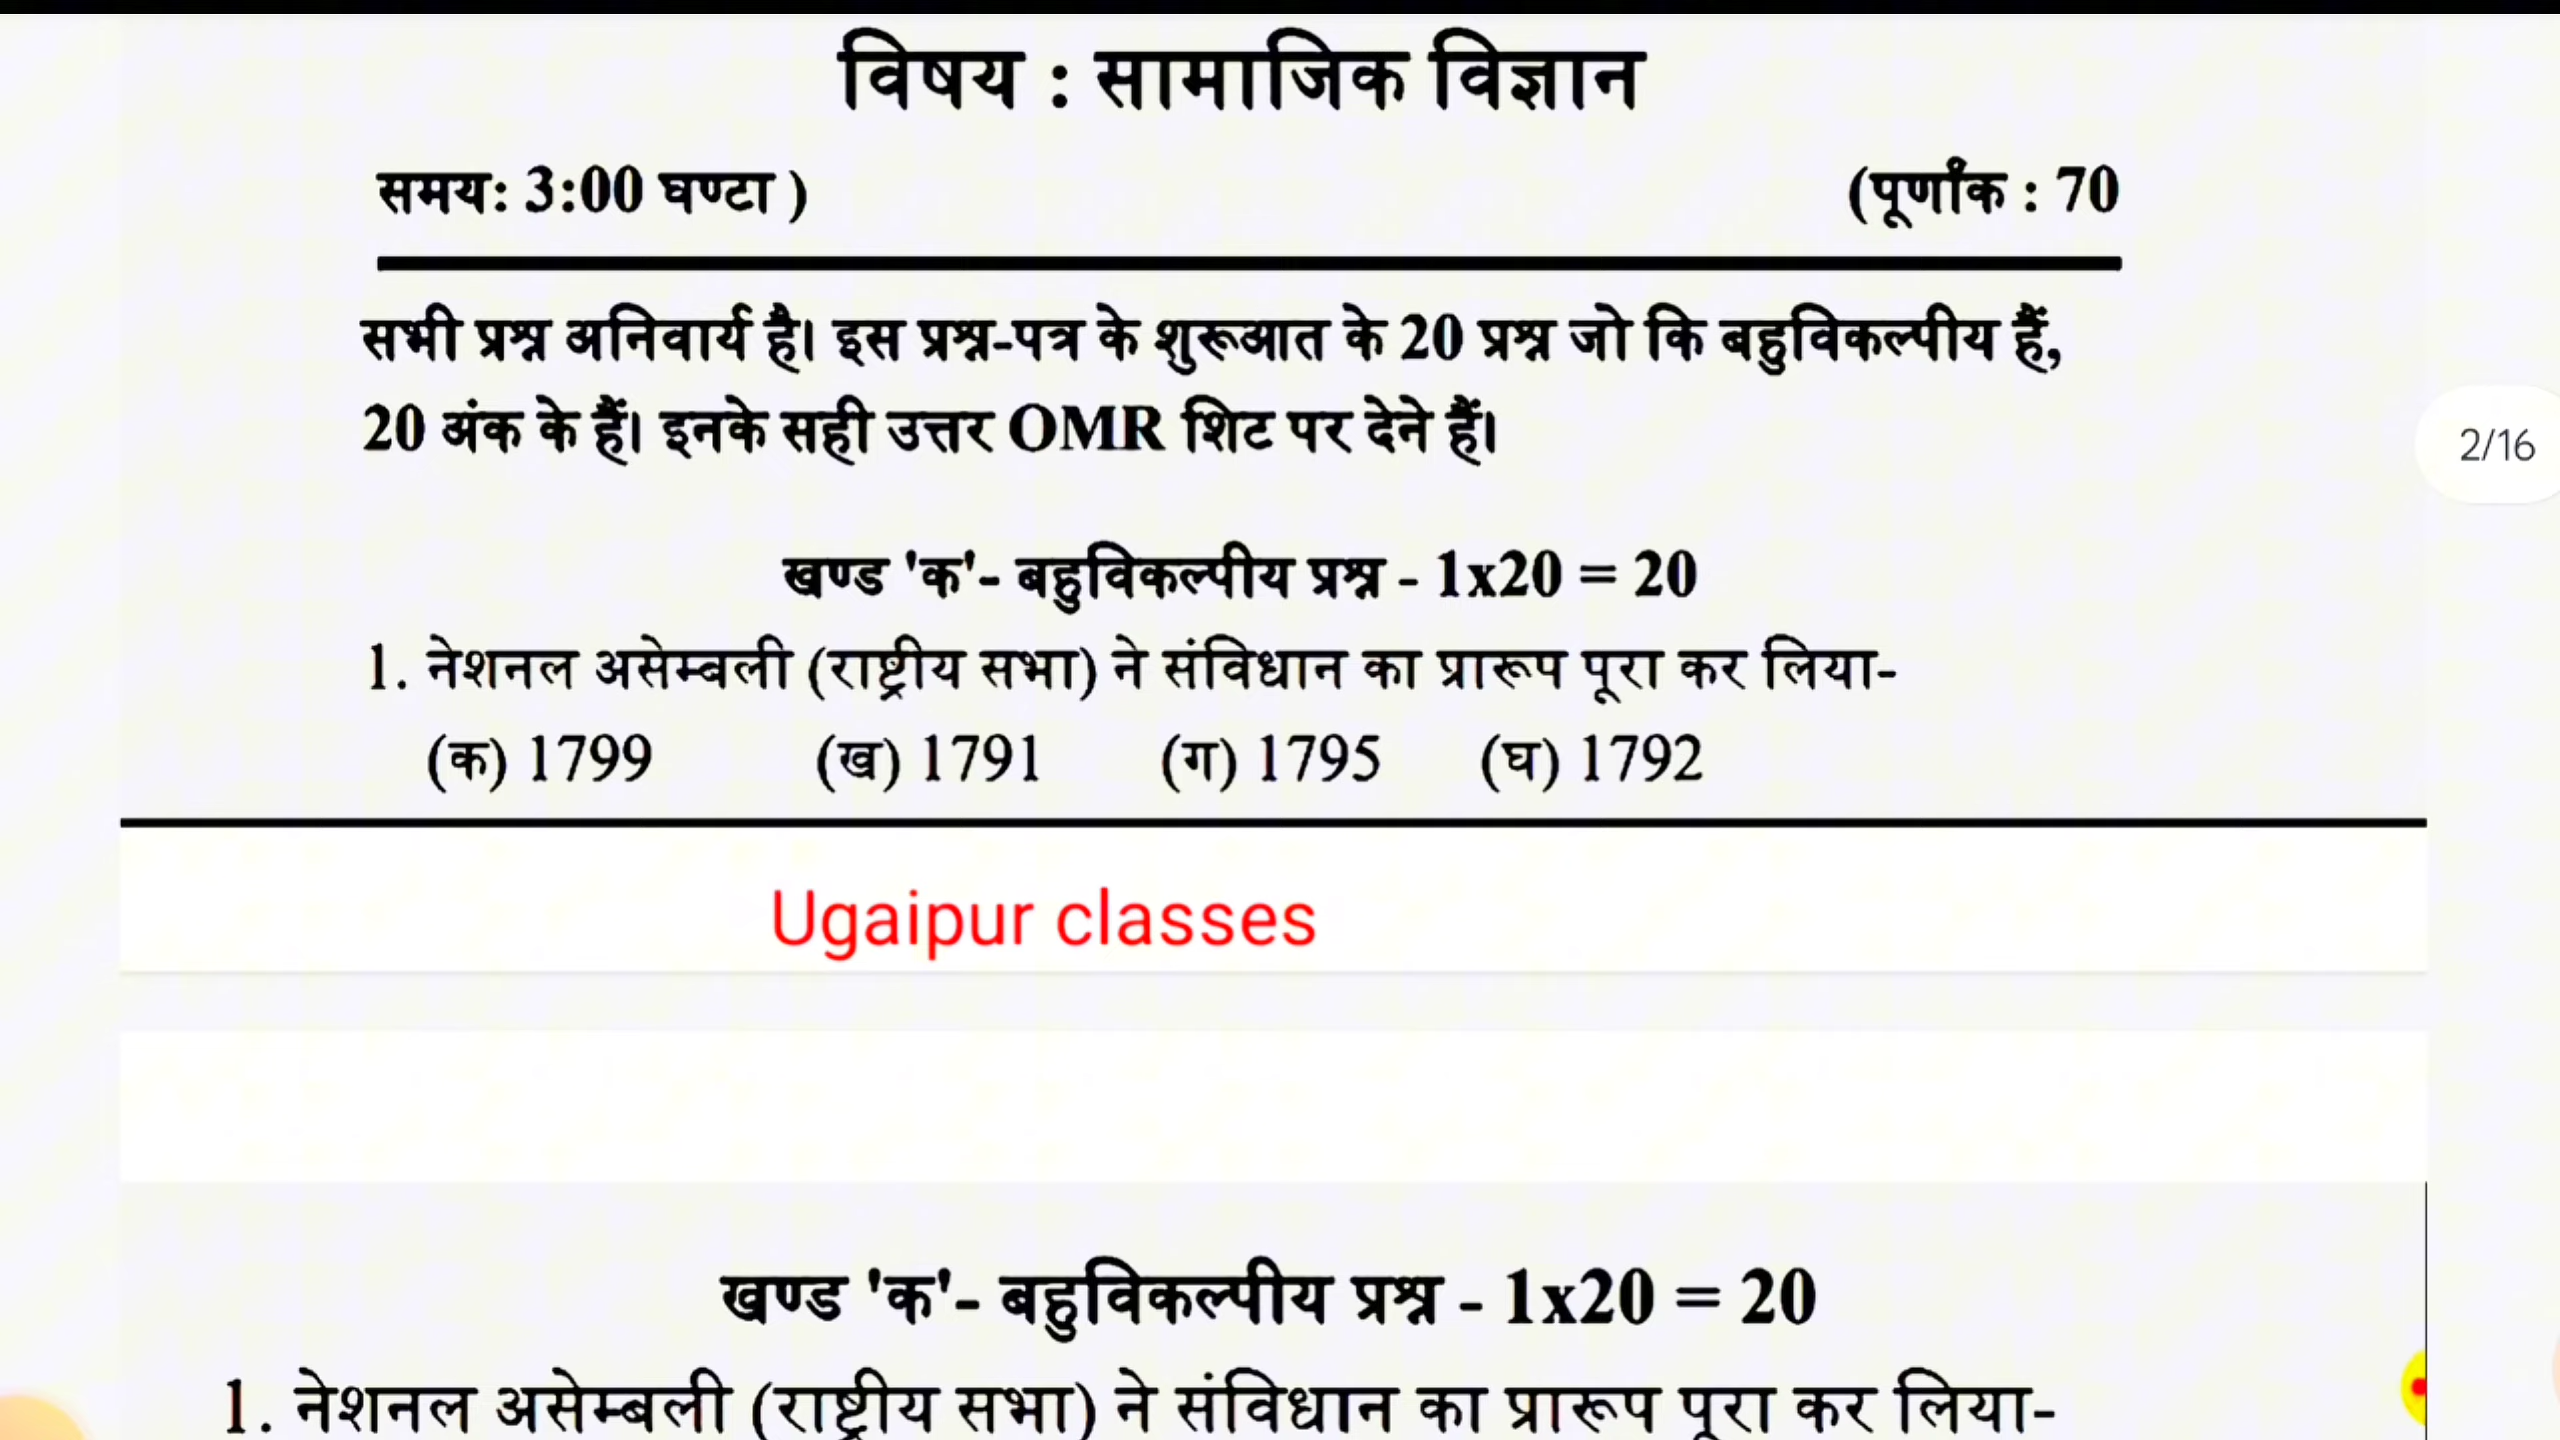 विषय : सामाजिक विज्ञान
समय: 3:00 घण्टा ) (पूर्णांक : 70
सभी प्रश्न अनिवार्य है। इस प्रश्न-पत्र के शुरूआत के 20 प्रश्न जो कि बहुविकल्पीय हैं,
20 अंक के हैं। इनके सही उत्तर OMR शिट पर देने हैं।
2/16
खण्ड 'क'- बहुविकल्पीय प्रश्न - 1x20 = 20
1. नेशनल असेम्बली (राष्ट्रीय सभा) ने संविधान का प्रारूप पूरा कर लिया-
(क) 1799 (ख) 1791 (ग) 1795 (घ) 1792
Ugaipur classes
खण्ड 'क'- बहुविकल्पीय प्रश्न - 1x20 = 20
1. नेशनल असेम्बली (राष्ट्रीय सभा) ने संविधान का प्रारूप पूरा कर लिया-